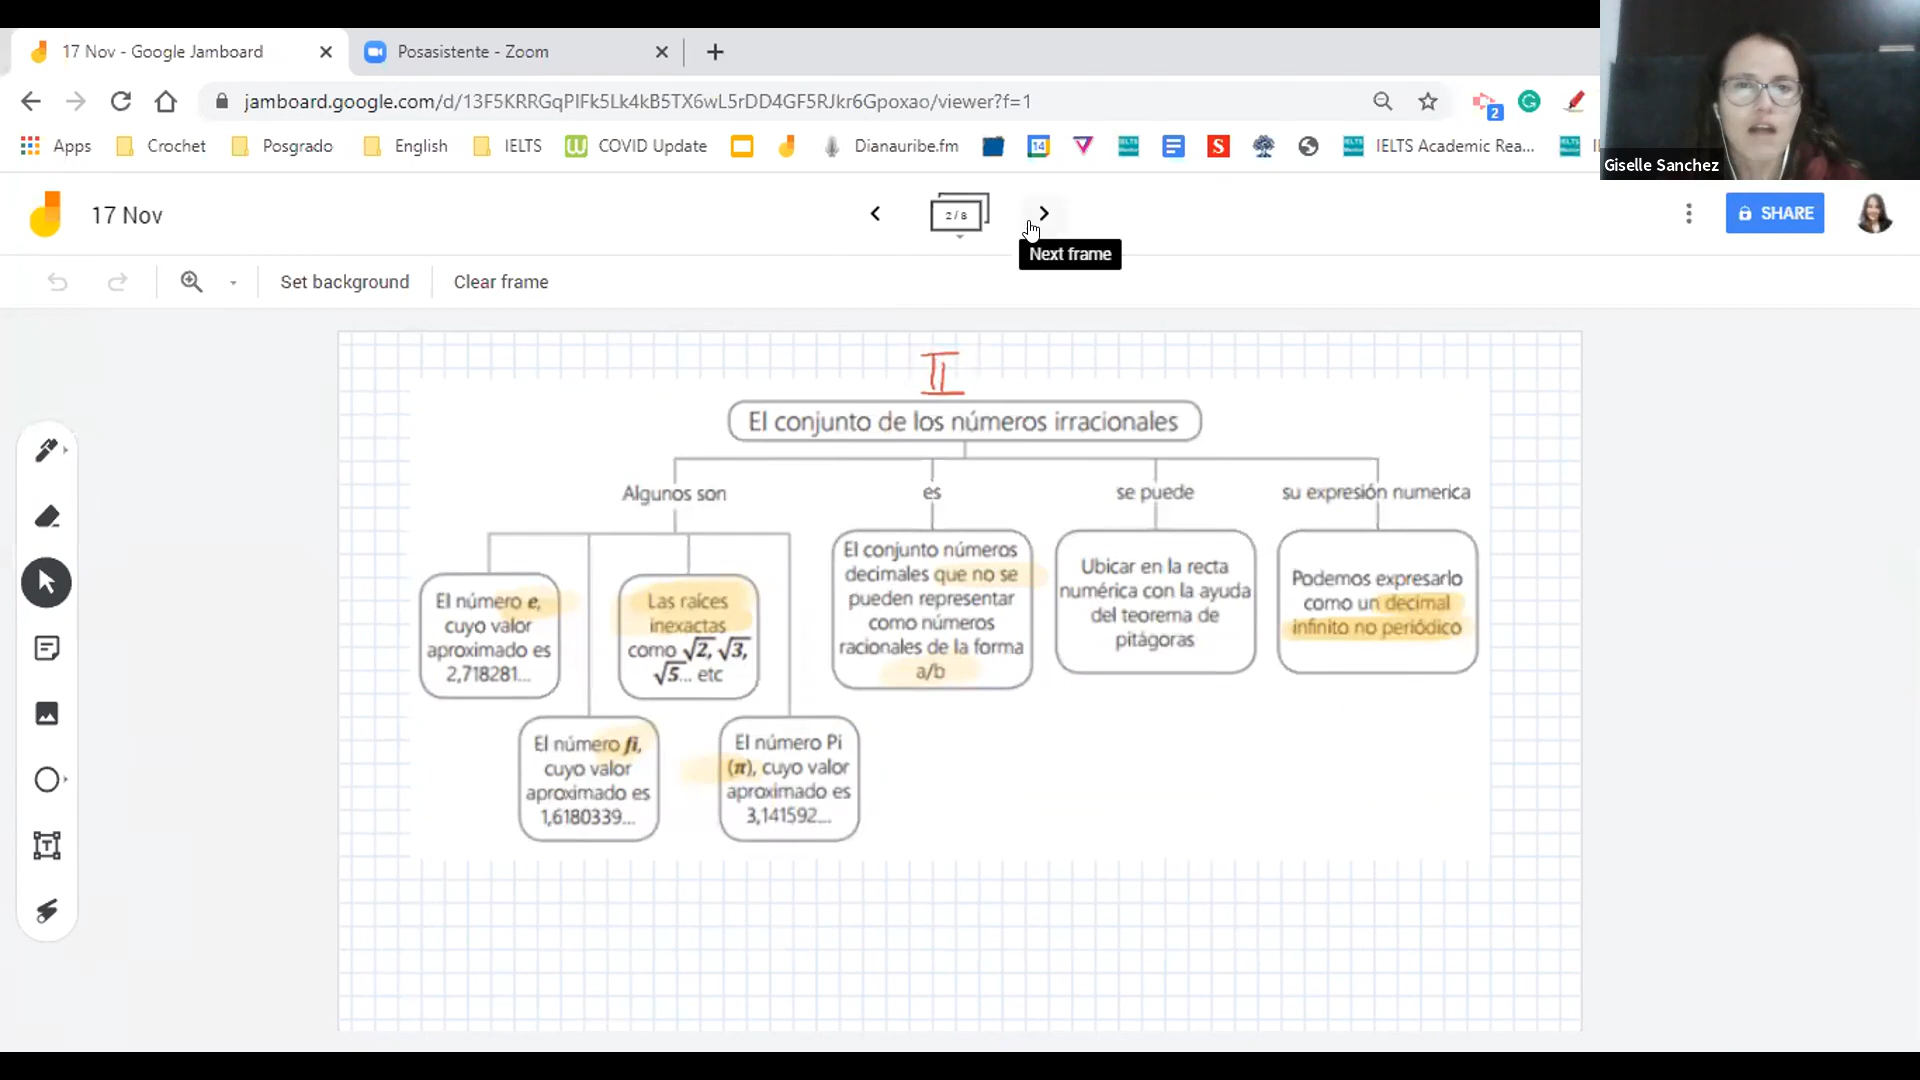 17 Nov - Google Jamboard
Posasistente - Zoom
jamboard.google.com/d/13F5KRRGqPIFk5Lk4kB5TX6wL5rDD4GF5RJkr6Gpoxao/viewer?f=1
2
Apps
Crochet
Posgrado
English
IELTS
COVID Update
Dianauribe.fm
14
IELTS Academic Rea...
Giselle Sanchez
17 Nov
2 / 8
SHARE
Next frame
Set background
Clear frame
El conjunto de los números irracionales
Algunos son
es
se puede
su expresión numerica
El número e,
cuyo valor
aproximado es
2,718281...
Las raíces
inexactas
como √2, √3,
√5... etc
El conjunto números
decimales que no se
pueden representar
como números
racionales de la forma
a/b
Ubicar en la recta
numérica con la ayuda
del teorema de
pitágoras
Podemos expresarlo
como un decimal
infinito no periódico
El número fi,
cuyo valor
aproximado es
1,6180339...
El número Pi
(π), cuyo valor
aproximado es
3,141592...